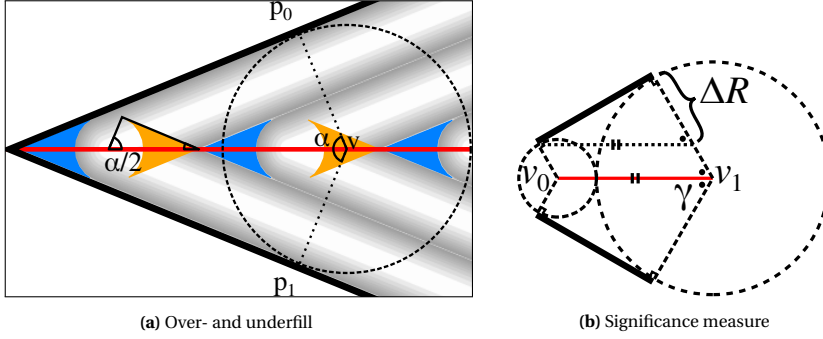 p0
α/2
α
v
p1
ΔR
v0
γ
v1
(a) Over- and underfill
(b) Significance measure